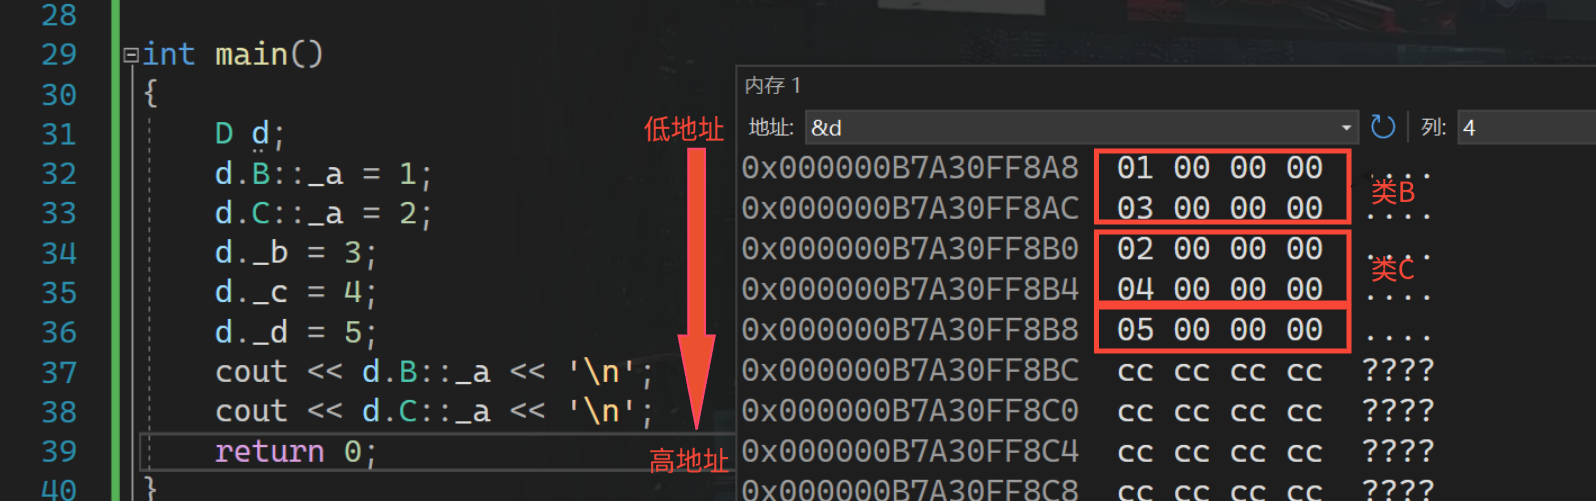 28
29 int main()
30 {
31 D d;
32 d.B::_a = 1;
33 d.C::_a = 2;
34 d._b = 3;
35 d._c = 4;
36 d._d = 5;
37 cout << d.B::_a << '\n';
38 cout << d.C::_a << '\n';
39 return 0;
40 }
低地址
高地址
内存 1
地址: &d 列: 4
0x000000B7A30FF8A8 01 00 00 00 ....
类B
0x000000B7A30FF8AC 03 00 00 00 ....
0x000000B7A30FF8B0 02 00 00 00 ....
类C
0x000000B7A30FF8B4 04 00 00 00 ....
0x000000B7A30FF8B8 05 00 00 00 ....
0x000000B7A30FF8BC cc cc cc cc ????
0x000000B7A30FF8C0 cc cc cc cc ????
0x000000B7A30FF8C4 cc cc cc cc ????
0x000000B7A30FF8C8 cc cc cc cc ????